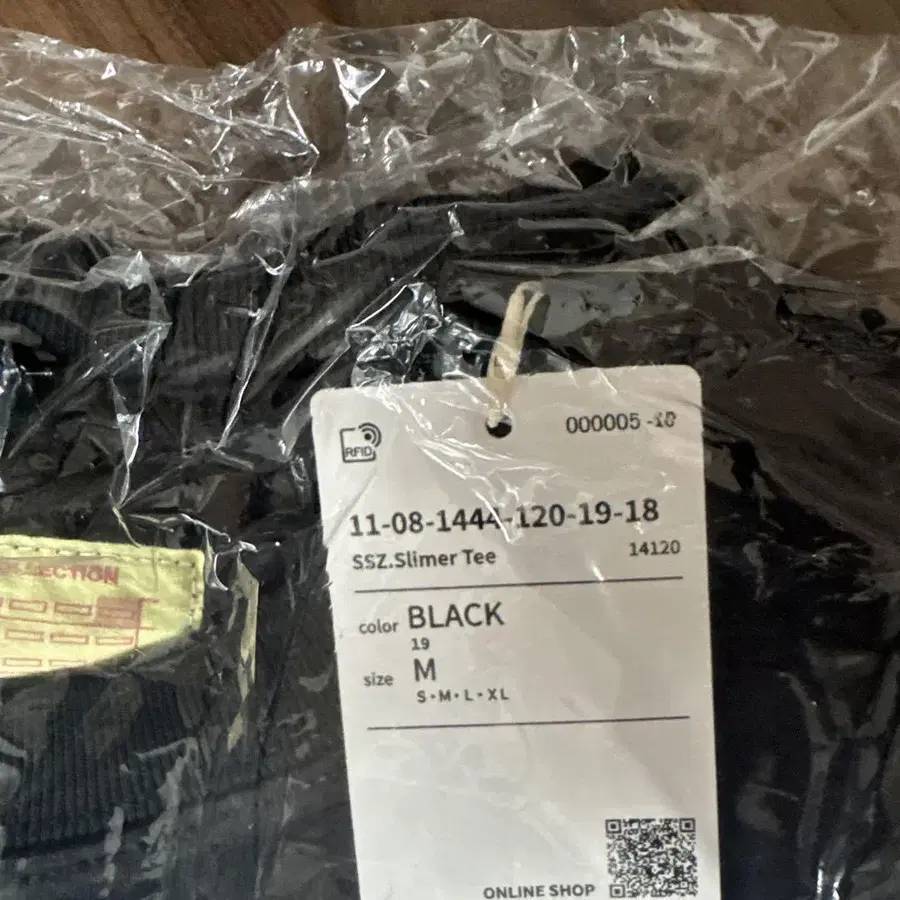 RFID
000005 -10
11-08-1444-120-19-18
SSZ.Slimer Tee
14120
color BLACK
19
size M
S・M・L・XL
ONLINE SHOP